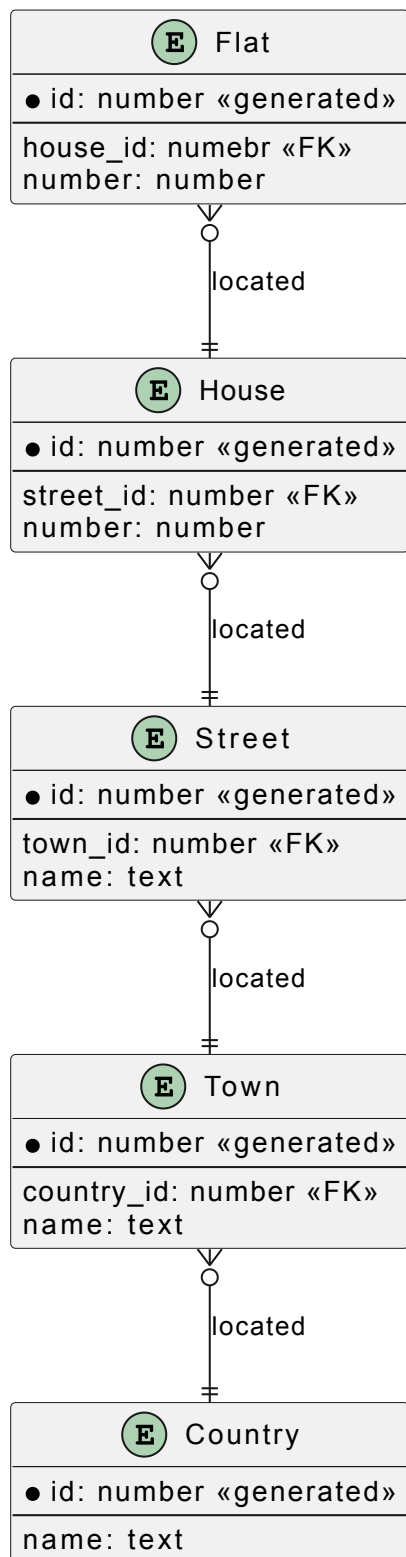 E Flat
id: number «generated»
house_id: numebr «FK»
number: number
located
E House
id: number «generated»
street_id: number «FK»
number: number
located
E Street
id: number «generated»
town_id: number «FK»
name: text
located
E Town
id: number «generated»
country_id: number «FK»
name: text
located
E Country
id: number «generated»
name: text